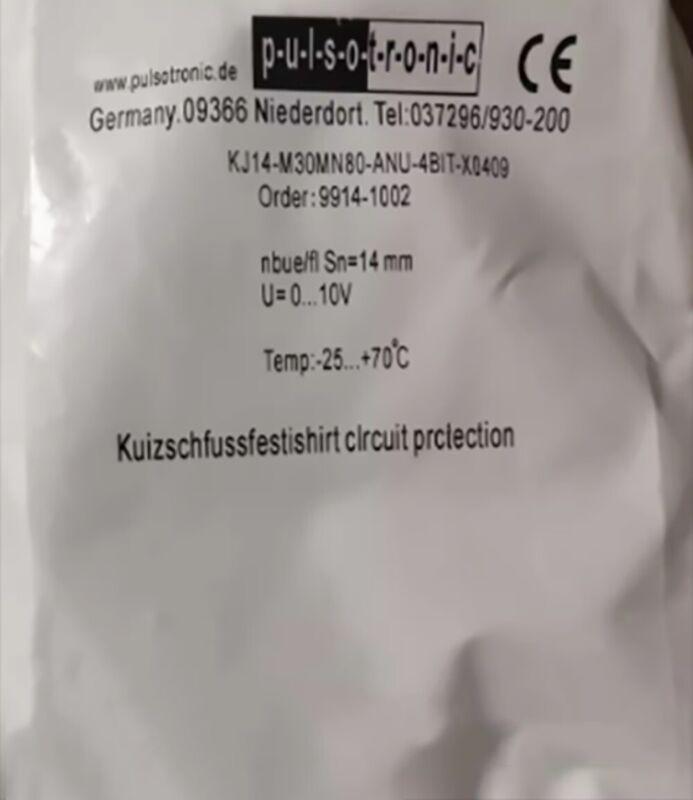 p-u-l-s-o-t-r-o-n-i-c CE
www.pulsotronic.de
Germany.09366 Niederdort. Tel:037296/930-200
KJ14-M30MN80-ANU-4BIT-X0409
Order:9914-1002
nbue/fl Sn=14 mm
U=0...10V
Temp:-25...+70°C
Kuizschfussfestishirt clrcuit prctection